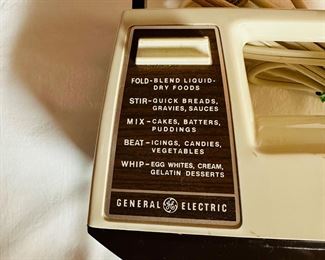 FOLD-BLEND LIQUID-
DRY FOODS
STIR-QUICK BREADS,
GRAVIES, SAUCES
MIX-CAKES, BATTERS,
PUDDINGS
BEAT-ICINGS, CANDIES,
VEGETABLES
WHIP-EGG WHITES, CREAM,
GELATIN DESSERTS
GENERAL GE ELECTRIC